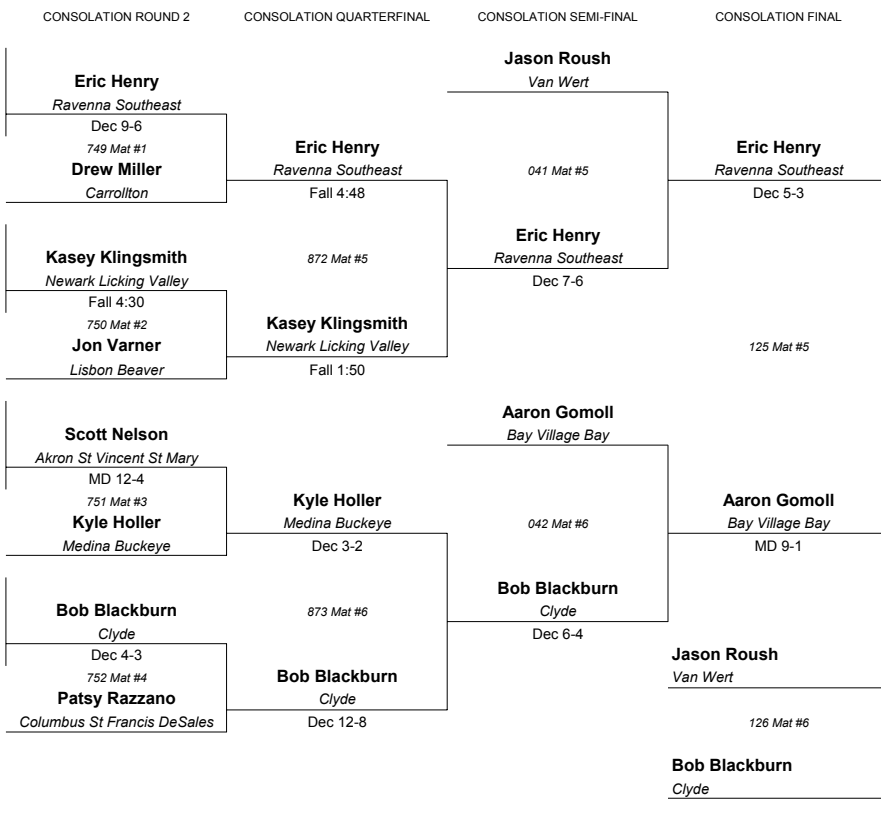 CONSOLATION ROUND 2
CONSOLATION QUARTERFINAL
CONSOLATION SEMI-FINAL
CONSOLATION FINAL
Eric Henry
Ravenna Southeast
Dec 9-6
749 Mat #1
Drew Miller
Carrollton
Kasey Klingsmith
Newark Licking Valley
Fall 4:30
750 Mat #2
Jon Varner
Lisbon Beaver
Scott Nelson
Akron St Vincent St Mary
MD 12-4
751 Mat #3
Kyle Holler
Medina Buckeye
Bob Blackburn
Clyde
Dec 4-3
752 Mat #4
Patsy Razzano
Columbus St Francis DeSales
Eric Henry
Ravenna Southeast
Fall 4:48
872 Mat #5
Kasey Klingsmith
Newark Licking Valley
Fall 1:50
Kyle Holler
Medina Buckeye
Dec 3-2
873 Mat #6
Bob Blackburn
Clyde
Dec 12-8
Jason Roush
Van Wert
041 Mat #5
Eric Henry
Ravenna Southeast
Dec 7-6
Aaron Gomoll
Bay Village Bay
042 Mat #6
Bob Blackburn
Clyde
Dec 6-4
Eric Henry
Ravenna Southeast
Dec 5-3
125 Mat #5
Aaron Gomoll
Bay Village Bay
MD 9-1
Jason Roush
Van Wert
126 Mat #6
Bob Blackburn
Clyde